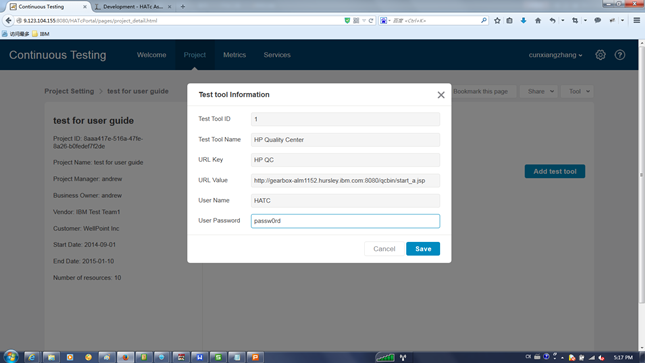 Continuous Testing
Development - HATc As...
9.123.104.155:8080/HATcPortal/pages/project_detail.html
百度 <Ctrl+K>
访问最多
IBM
Continuous Testing
Welcome
Project
Metrics
Services
cunxiangzhang
Project Setting > test for user guide
Bookmark this page
Share
Tool
test for user guide
Project ID: 8aaa417e-516a-47fe-
8a26-b0fedef7f2de
Project Name: test for user guide
Project Manager: andrew
Business Owner: andrew
Vendor: IBM Test Team1
Customer: WellPoint Inc
Start Date: 2014-09-01
End Date: 2015-01-10
Number of resources: 10
Add test tool
Test tool Information
Test Tool ID
1
Test Tool Name
HP Quality Center
URL Key
HP QC
URL Value
http://gearbox-alm1152.hursley.ibm.com:8080/qcbin/start_a.jsp
User Name
HATC
User Password
passw0rd
Cancel
Save
5:17 PM